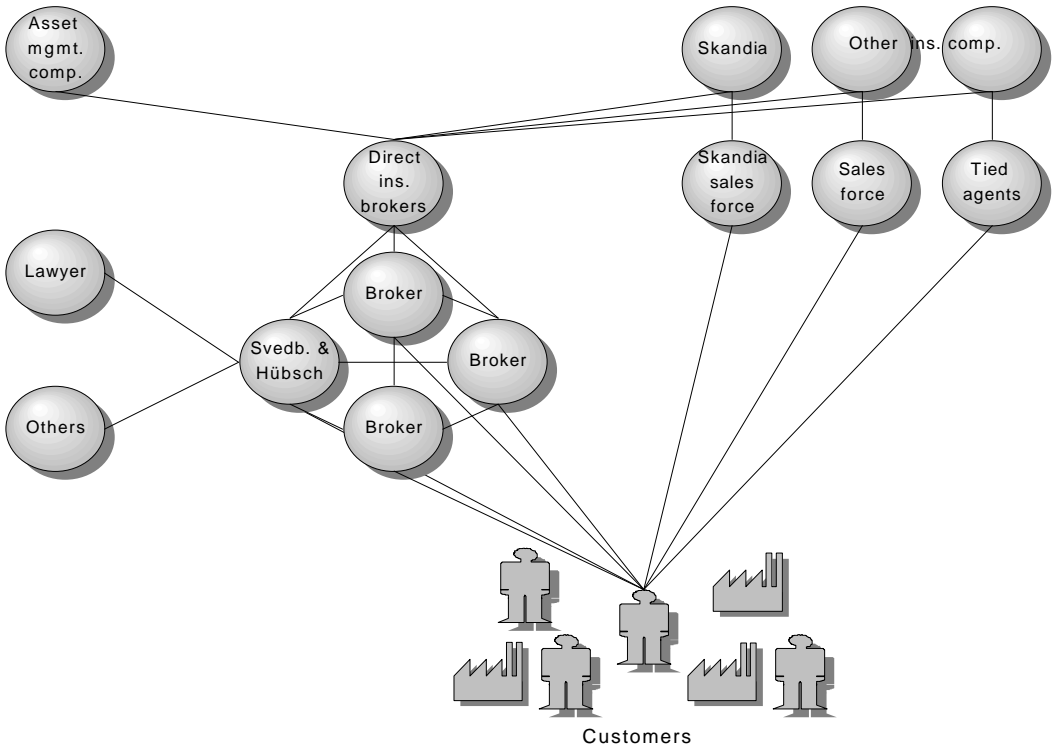 Asset
mgmt.
comp.
Skandia
Other ins. comp.
Direct
ins.
brokers
Skandia
sales
force
Sales
force
Tied
agents
Lawyer
Broker
Svedb. &
Hübsch
Broker
Others
Broker
Customers